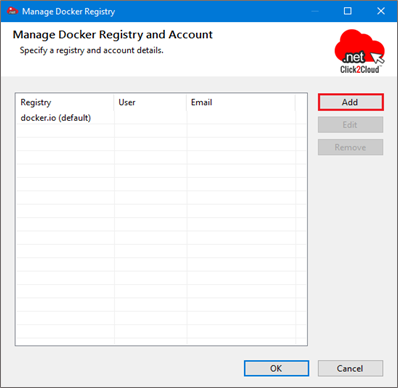 Manage Docker Registry
Manage Docker Registry and Account
Specify a registry and account details.
.net
Click2Cloud
Registry User Email
docker.io (default)
Add
Edit
Remove
OK Cancel